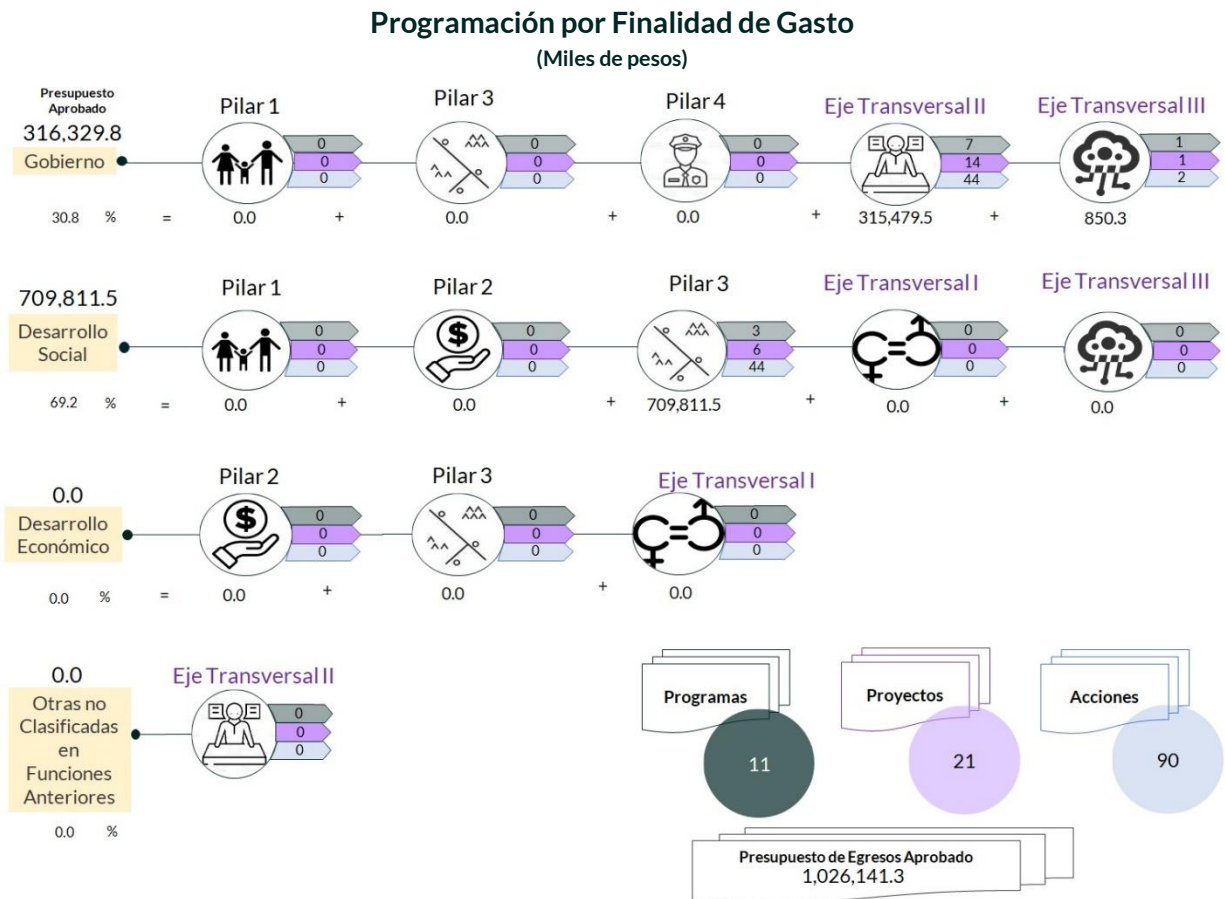 Programación por Finalidad de Gasto
(Miles de pesos)
Presupuesto
Aprobado
316,329.8
Gobierno
Pilar 1
0
0
0
Pilar 3
0
0
0
Pilar 4
0
0
0
Eje Transversal II
7
14
44
Eje Transversal III
1
1
2
30.8 % = 0.0 + 0.0 + 0.0 + 315,479.5 + 850.3
709,811.5
Desarrollo
Social
Pilar 1
0
0
0
Pilar 2
$
0
0
0
Pilar 3
3
6
44
Eje Transversal I
0
0
0
Eje Transversal III
0
0
0
69.2 % = 0.0 + 0.0 + 709,811.5 + 0.0 + 0.0
0.0
Desarrollo
Económico
Pilar 2
$
0
0
0
Pilar 3
0
0
0
Eje Transversal I
0
0
0
0.0 % = 0.0 + 0.0 + 0.0
0.0
Otras no
Clasificadas
en
Funciones
Anteriores
0.0 %
Eje Transversal II
0
0
0
Programas
11
Proyectos
21
Acciones
90
Presupuesto de Egresos Aprobado
1,026,141.3